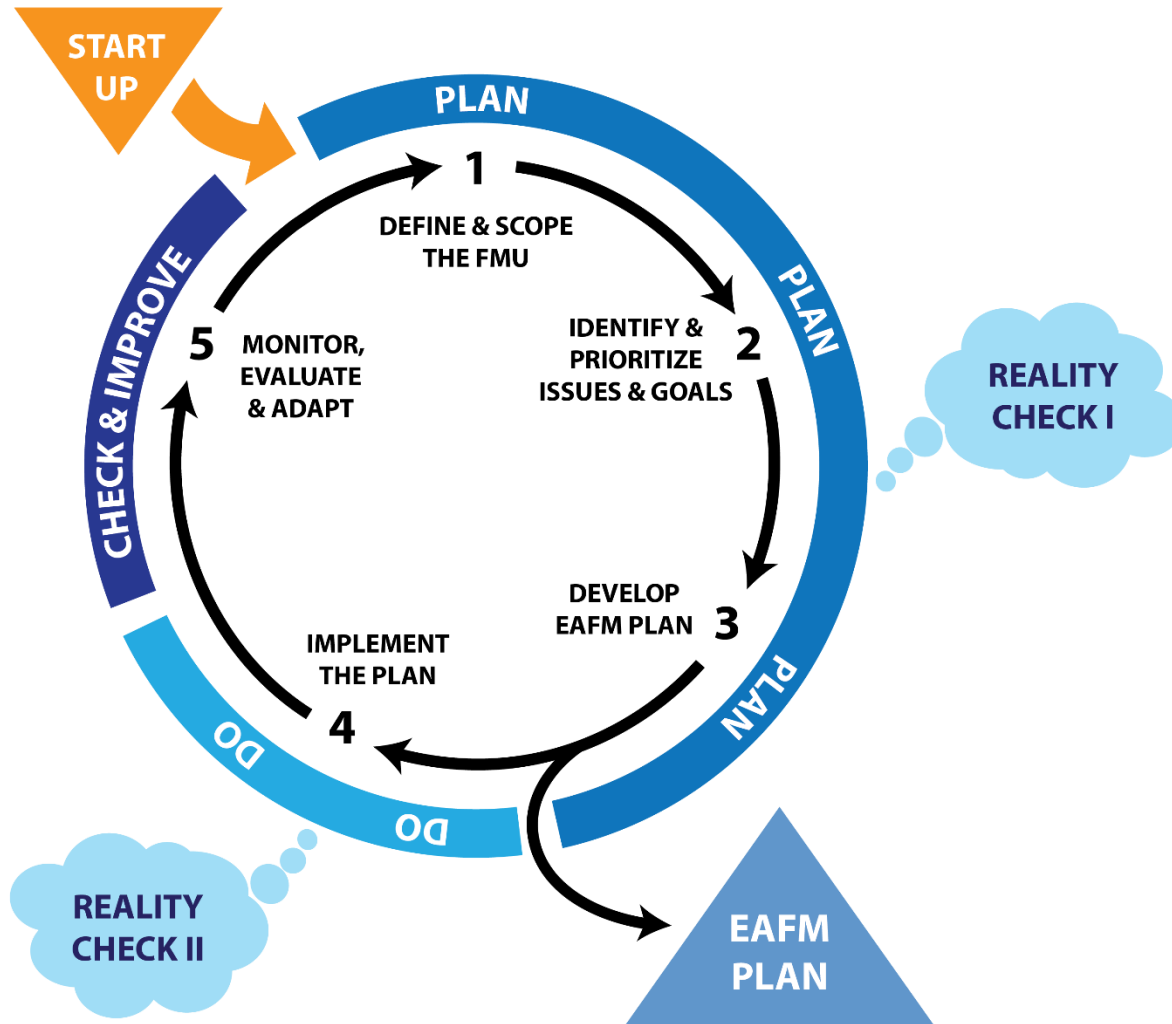 START
UP
PLAN
1
DEFINE & SCOPE
THE FMU
PLAN
2
IDENTIFY &
PRIORITIZE
ISSUES & GOALS
REALITY
CHECK I
PLAN
3
DEVELOP
EAFM PLAN
DO
DO
4
IMPLEMENT
THE PLAN
REALITY
CHECK II
CHECK & IMPROVE
5
MONITOR,
EVALUATE
& ADAPT
EAFM
PLAN